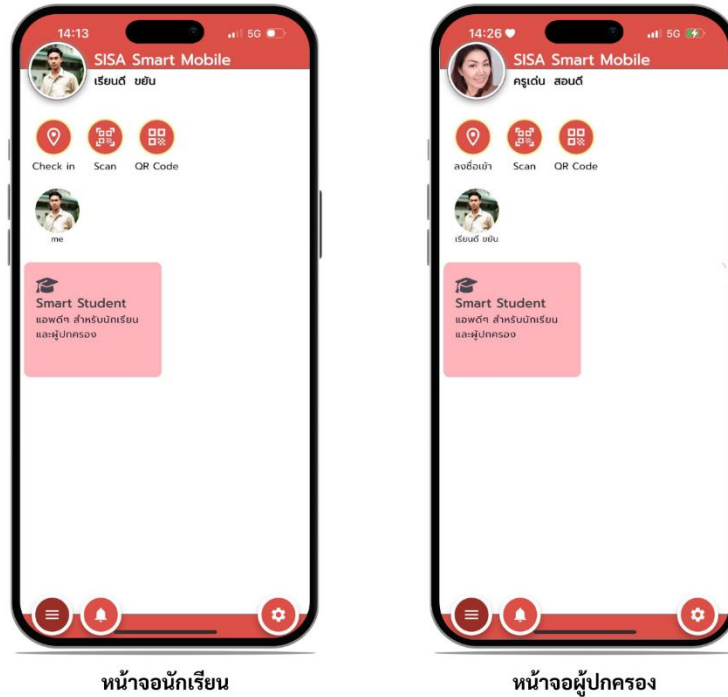 14:13
5G
SISA Smart Mobile
เรียนดี ขยัน
Check in
Scan
QR Code
me
Smart Student
แอพดีๆ สำหรับนักเรียน
และผู้ปกครอง
หน้าจอนักเรียน
14:26
5G
SISA Smart Mobile
ครูเด่น สอนดี
ลงชื่อเข้า
Scan
QR Code
เรียนดี ขยัน
Smart Student
แอพดีๆ สำหรับนักเรียน
และผู้ปกครอง
หน้าจอผู้ปกครอง